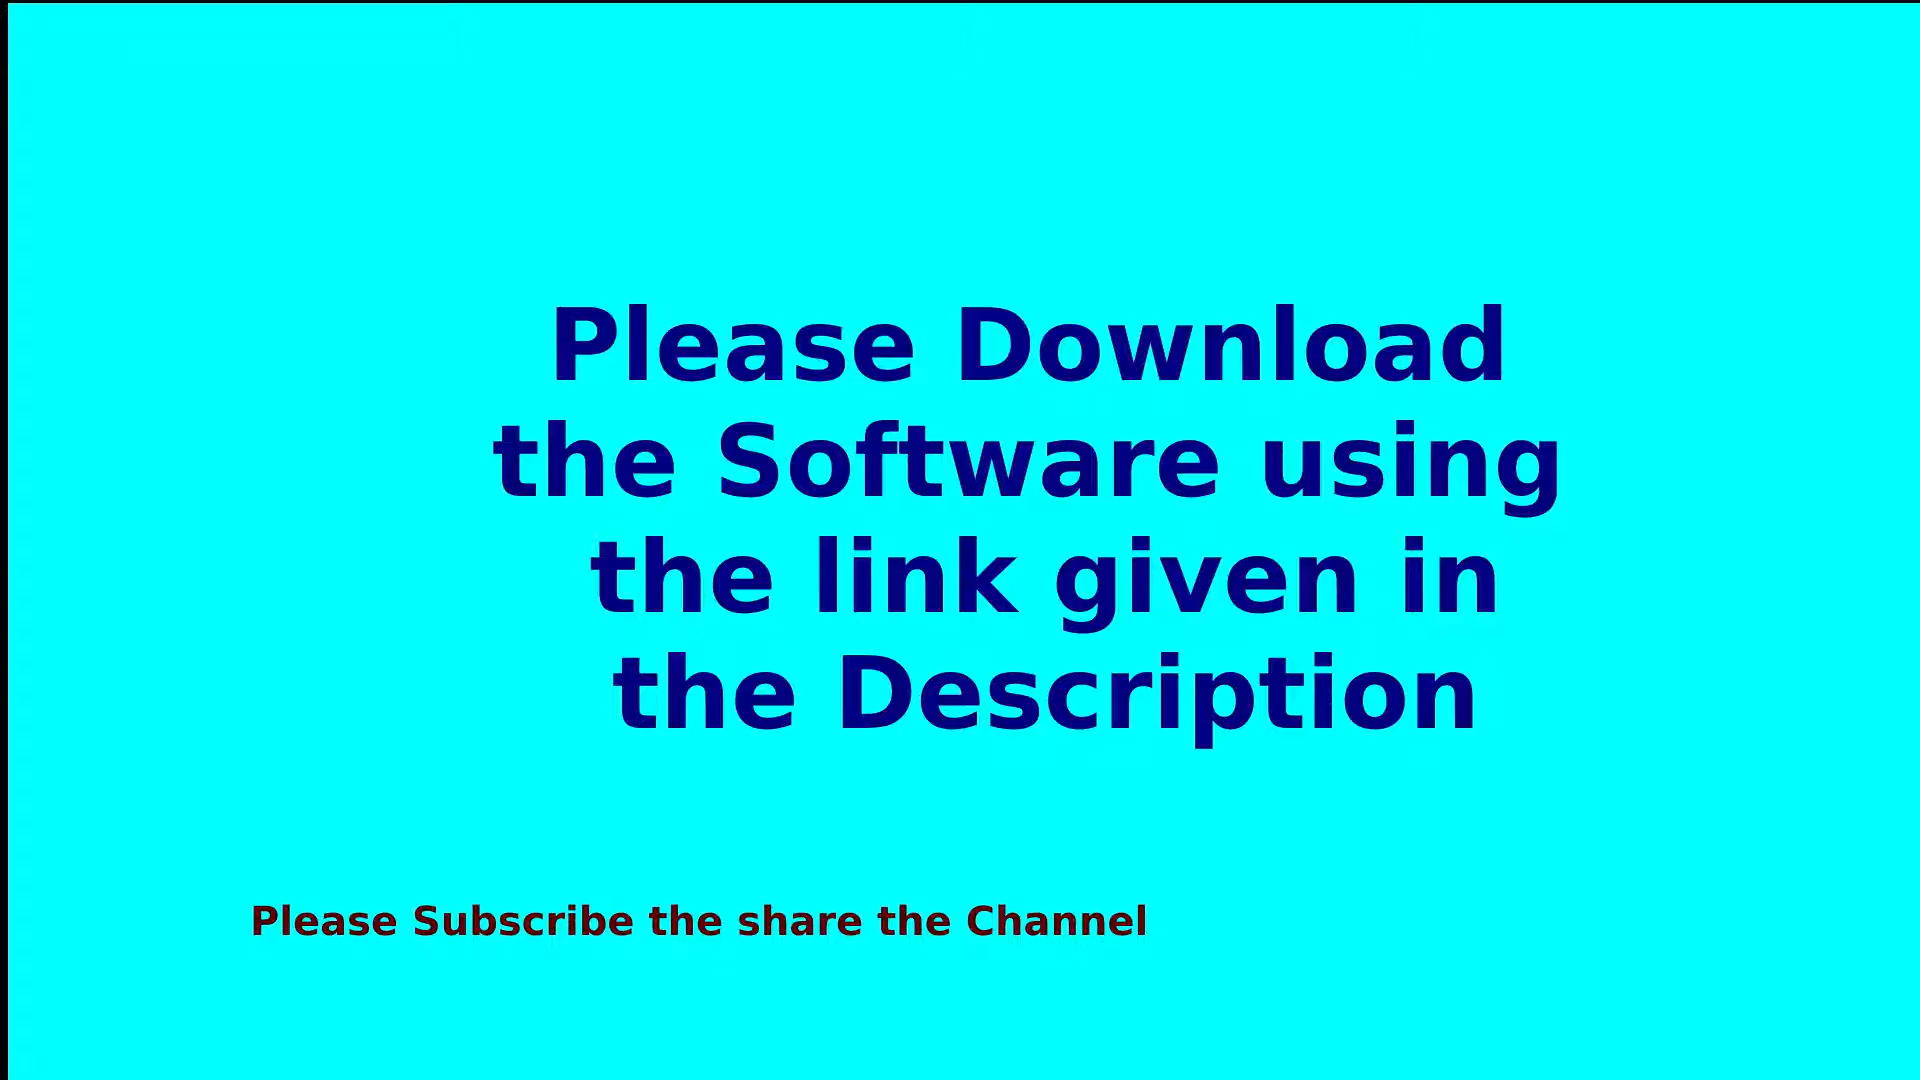 Please Download
the Software using
the link given in
the Description
Please Subscribe the share the Channel